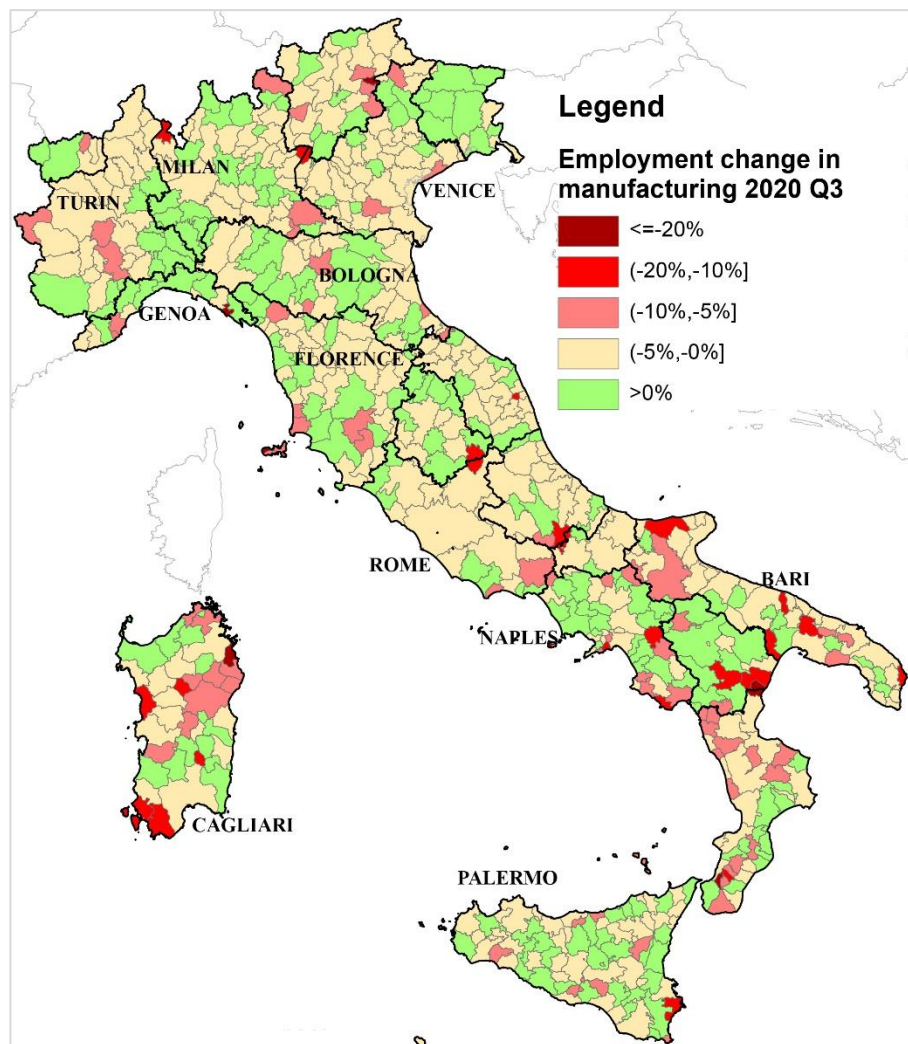 Legend
Employment change in
manufacturing 2020 Q3
<=-20%
(-20%,-10%]
(-10%,-5%]
(-5%,-0%]
>0%
MILAN
VENICE
TURIN
BOLOGNA
GENOA
FLORENCE
ROME
BARI
NAPLES
CAGLIARI
PALERMO